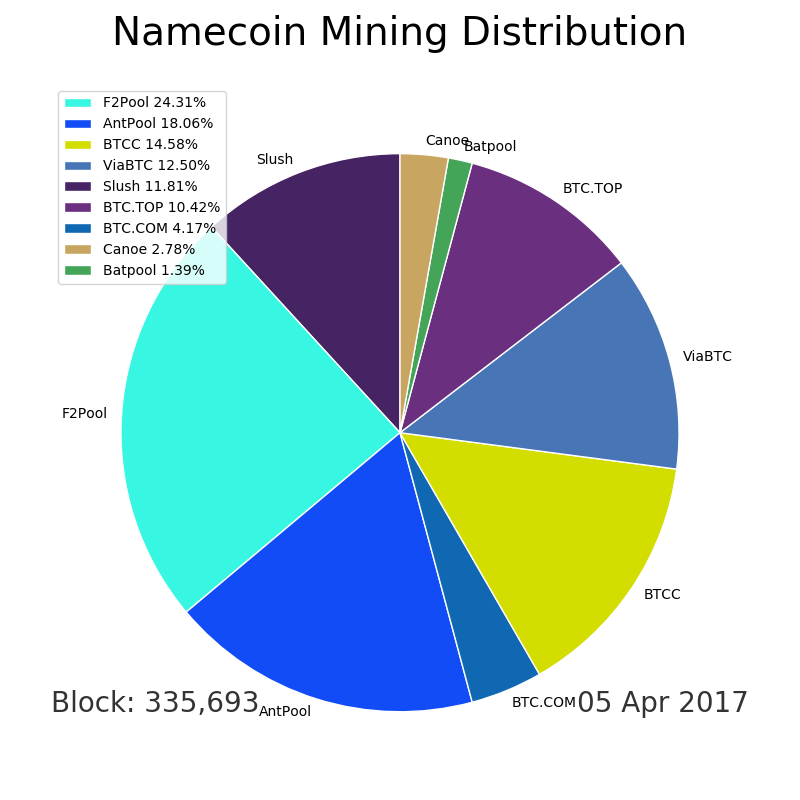 Namecoin Mining Distribution
F2Pool 24.31%
AntPool 18.06%
BTCC 14.58%
ViaBTC 12.50%
Slush 11.81%
BTC.TOP 10.42%
BTC.COM 4.17%
Canoe 2.78%
Batpool 1.39%
Canoe
Batpool
Slush
BTC.TOP
ViaBTC
F2Pool
BTCC
BTC.COM
AntPool
Block: 335,693
05 Apr 2017